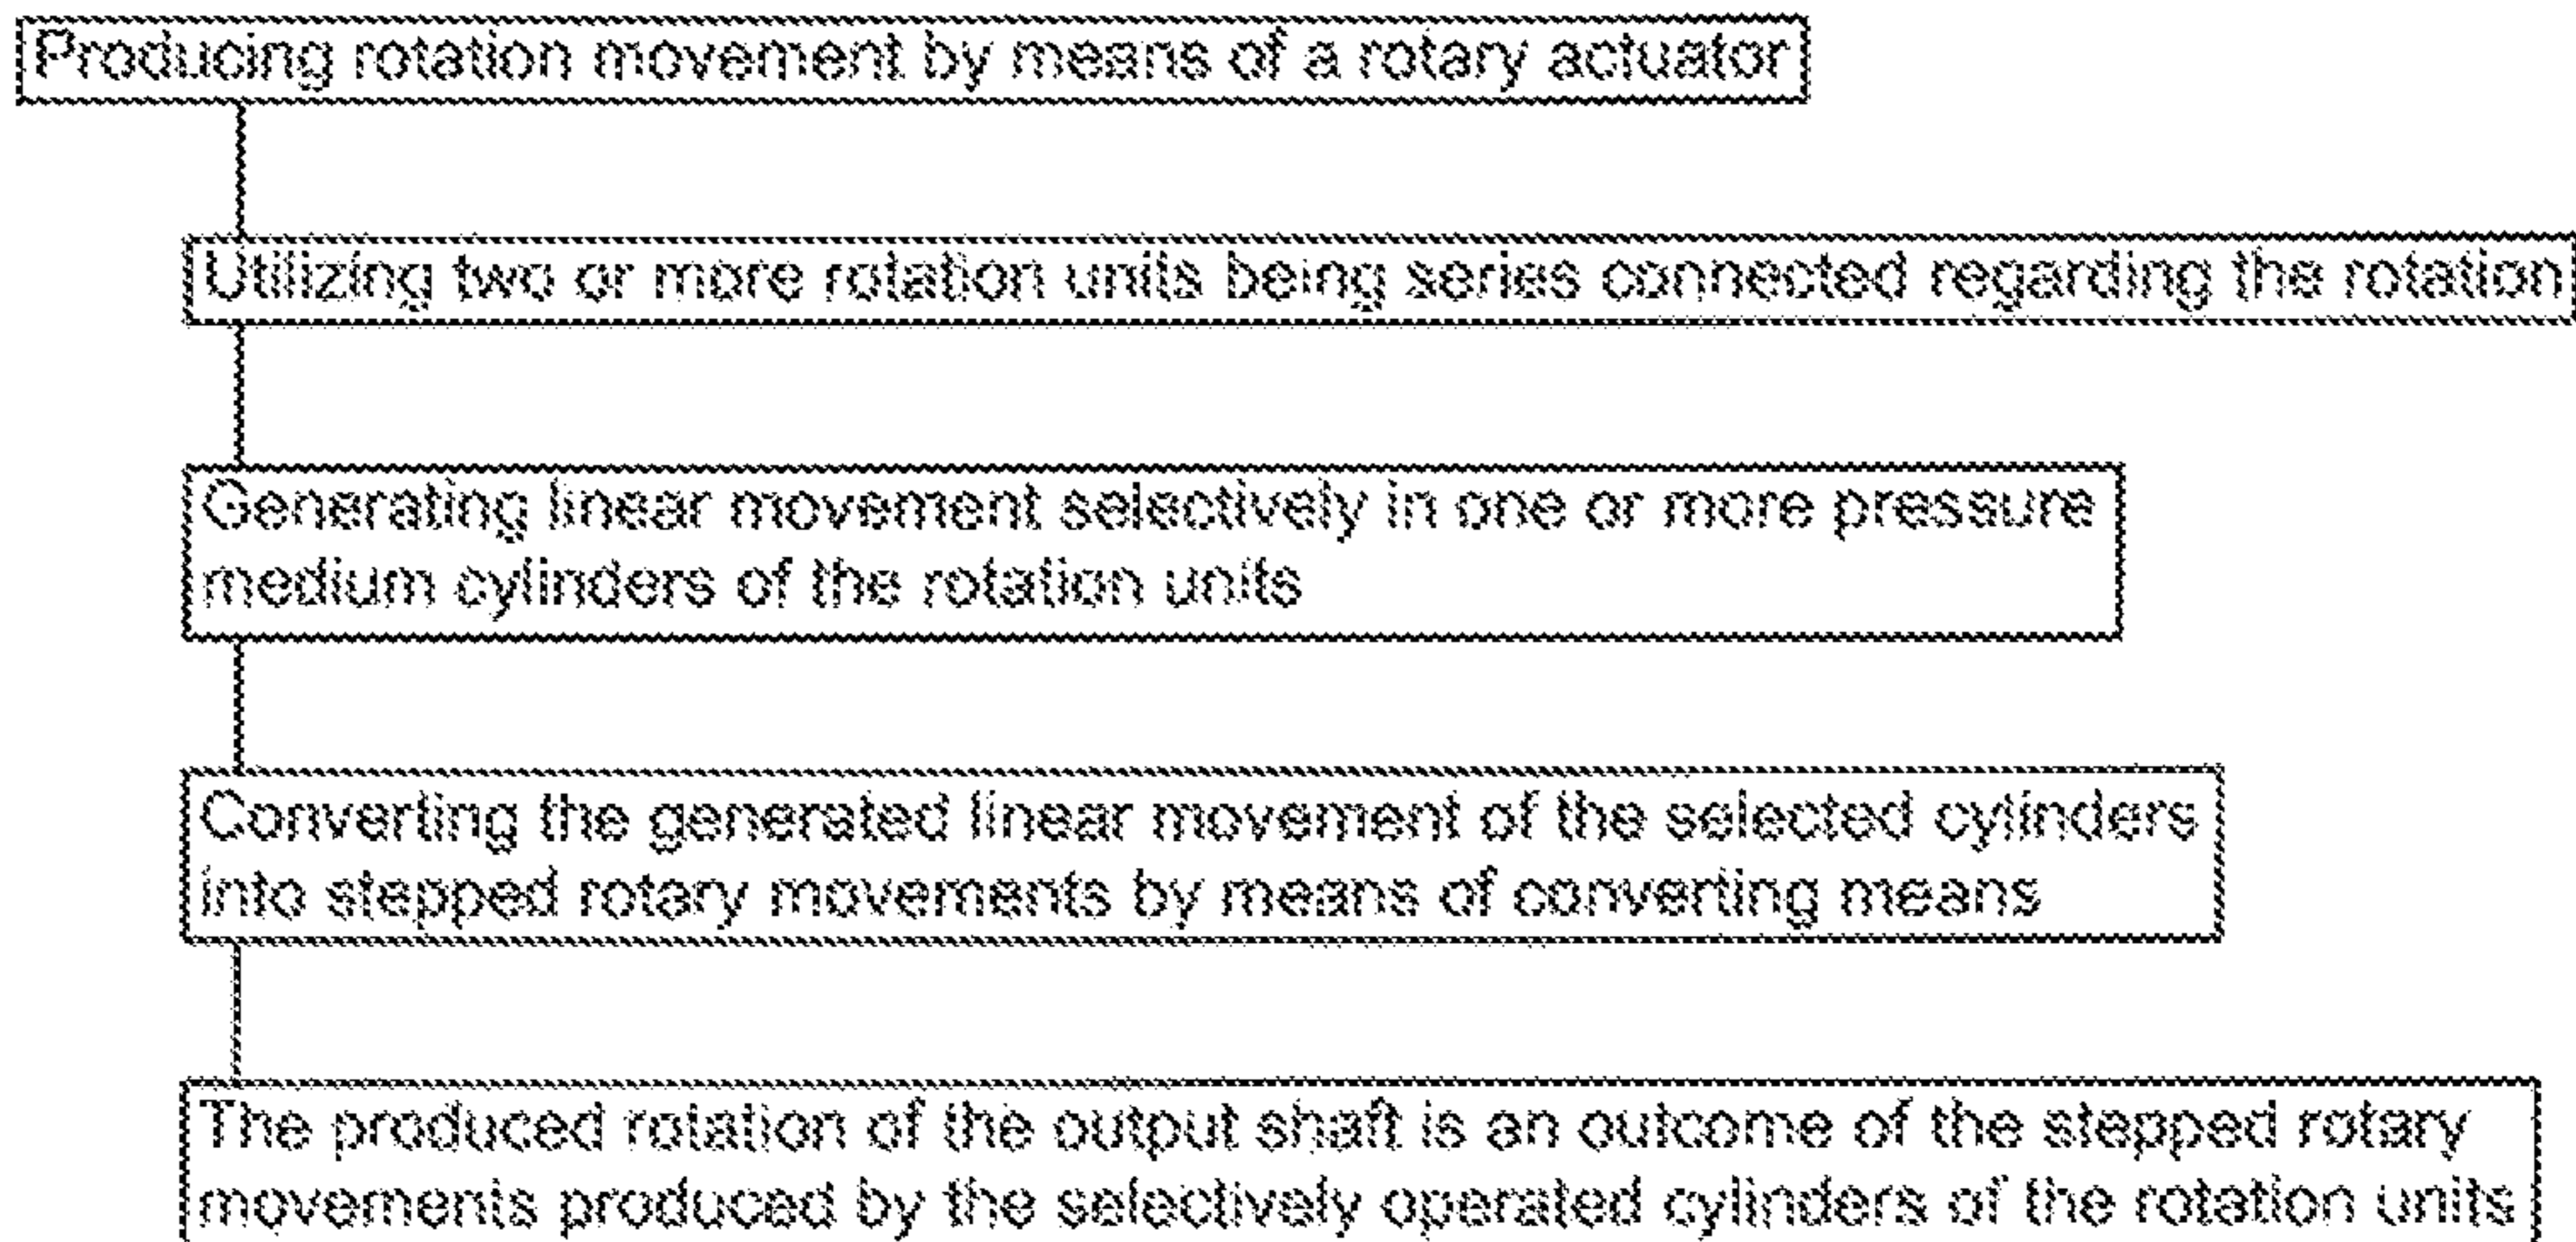 Producing rotation movement by means of a rotary actuator
Utilizing two or more rotation units being series connected regarding the rotation
Generating linear movement selectively in one or more pressure
medium cylinders of the rotation units
Converting the generated linear movement of the selected cylinders
into stepped rotary movements by means of converting means
The produced rotation of the output shaft is an outcome of the stepped rotary
movements produced by the selectively operated cylinders of the rotation units